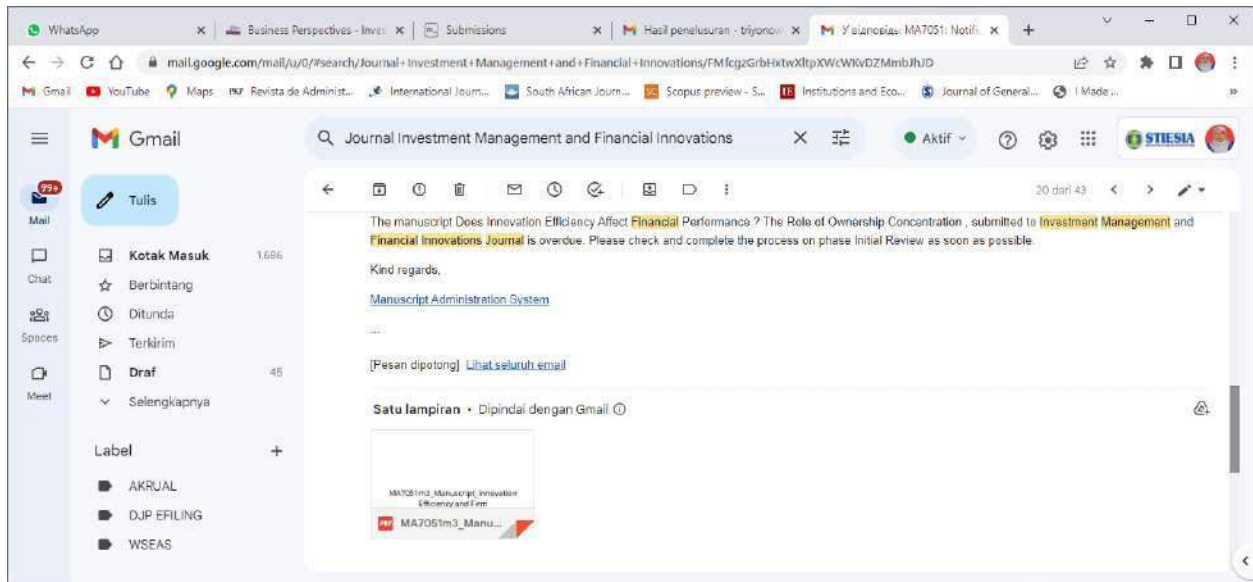 WhatsApp
Business Perspectives - Inves
Submissions
Hasil penelusuran - triyonow
У відповідь: MA7051: Notifi
mail.google.com/mail/u/0/#search/Journal+Investment+Management+and+Financial+Innovations/
Gmail
YouTube
Maps
Revista de Administ...
International Journ...
South African Journ...
Scopus preview - S...
Institutions and Eco...
Journal of General...
I Made ...
Gmail
Journal Investment Management and Financial Innovations
Aktif
STIESIA
99+
Mail
Tulis
20 dari 43
The manuscript Does Innovation Efficiency Affect Financial Performance ? The Role of Ownership Concentration , submitted to Investment Management and
Financial Innovations Journal is overdue. Please check and complete the process on phase Initial Review as soon as possible.
Kind regards,
Manuscript Administration System
...
[Pesan dipotong] Lihat seluruh email
Chat
Spaces
Meet
Kotak Masuk 1.686
Berbintang
Ditunda
Terkirim
Draf 45
Selengkapnya
Satu lampiran • Dipindai dengan Gmail
MA7051m3_Manuscript_Innovation
Efficiency and Firm
PDF
MA7051m3_Manu...
Label
AKRUAL
DJP EFILING
WSEAS